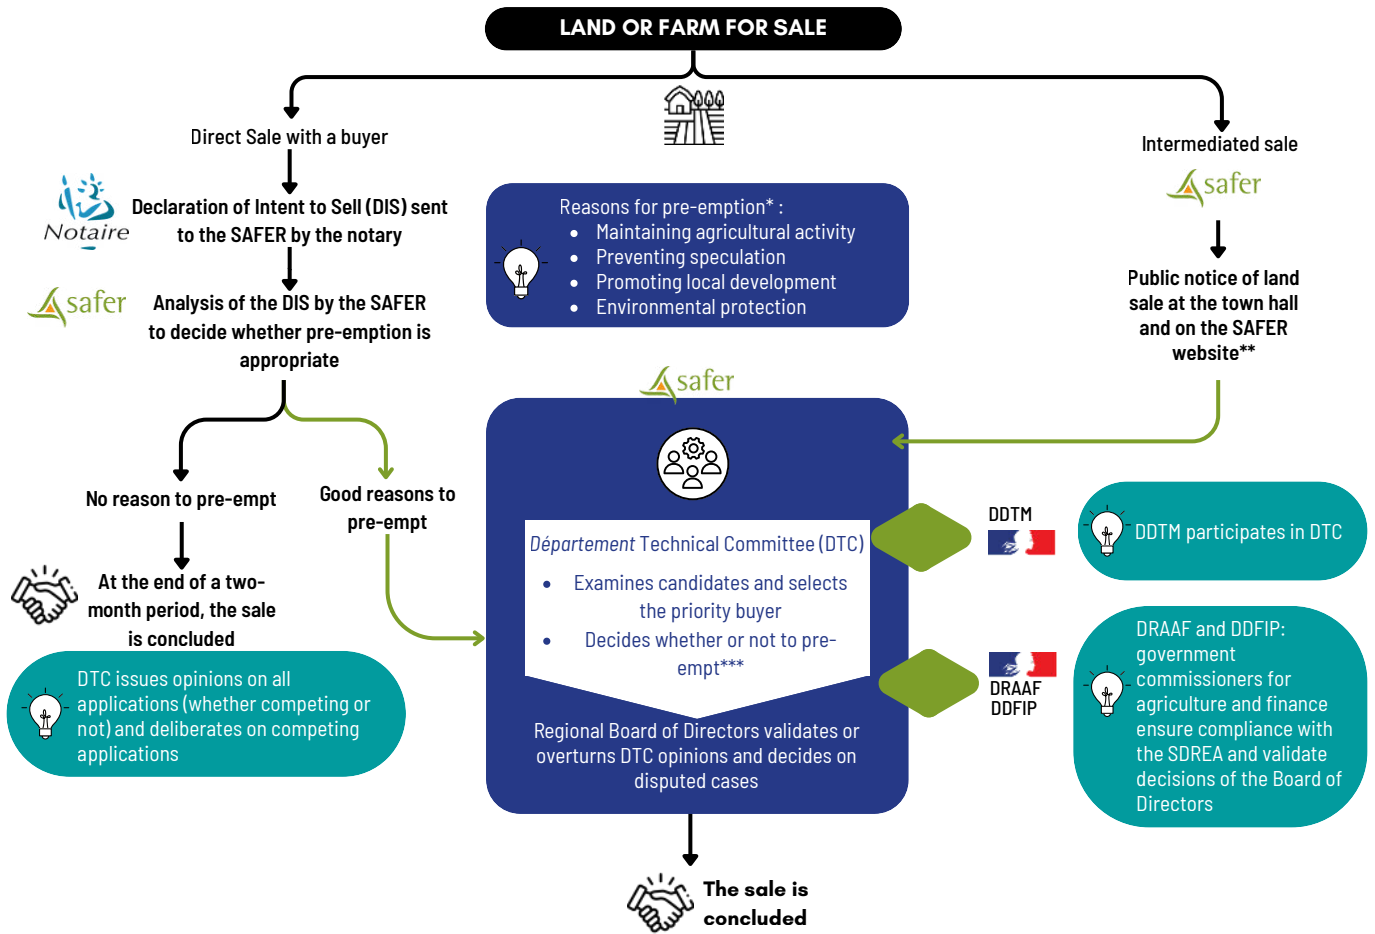 LAND OR FARM FOR SALE
Direct Sale with a buyer
Notaire
Declaration of Intent to Sell (DIS) sent
to the SAFER by the notary
safer
Analysis of the DIS by the SAFER
to decide whether pre-emption is
appropriate
No reason to pre-empt
Good reasons to
pre-empt
At the end of a two-
month period, the sale
is concluded
DTC issues opinions on all
applications (whether competing or
not) and deliberates on competing
applications
Reasons for pre-emption* :
• Maintaining agricultural activity
• Preventing speculation
• Promoting local development
• Environmental protection
safer
Département Technical Committee (DTC)
• Examines candidates and selects
the priority buyer
• Decides whether or not to pre-
empt***
Regional Board of Directors validates or
overturns DTC opinions and decides on
disputed cases
The sale is
concluded
Intermediated sale
safer
Public notice of land
sale at the town hall
and on the SAFER
website**
DDTM
DDTM participates in DTC
DRAAF
DDFIP
DRAAF and DDFIP:
government
commissioners for
agriculture and finance
ensure compliance with
the SDREA and validate
decisions of the Board of
Directors